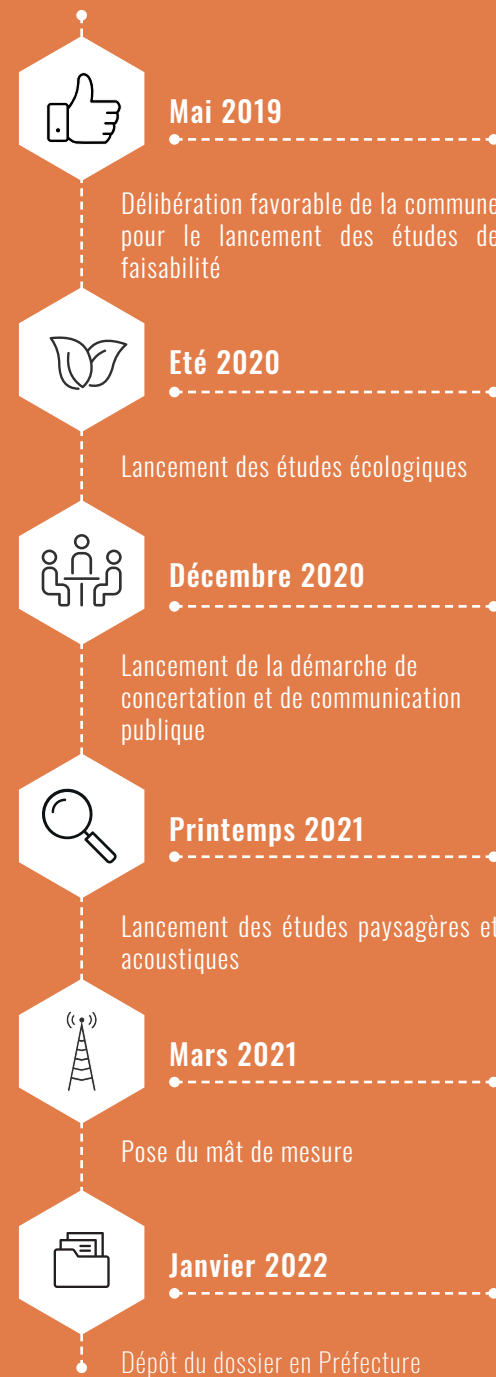 Mai 2019
Délibération favorable de la commune
pour le lancement des études de
faisabilité
Eté 2020
Lancement des études écologiques
Décembre 2020
Lancement de la démarche de
concertation et de communication
publique
Printemps 2021
Lancement des études paysagères et
acoustiques
Mars 2021
Pose du mât de mesure
Janvier 2022
Dépôt du dossier en Préfecture